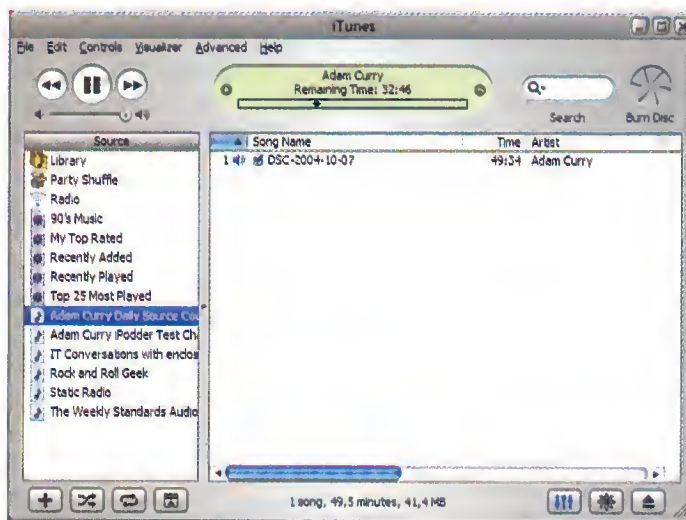 iTunes
File Edit Controls Visualizer Advanced Help
Adam Curry
Remaining Time: 32:46
Search
Burn Disc
Source
Song Name Time Artist
1 DSC-2004-10-07 49:34 Adam Curry
Library
Party Shuffle
Radio
90's Music
My Top Rated
Recently Added
Recently Played
Top 25 Most Played
Adam Curry Daily Source Cou
Adam Curry iPodder Test Ch
IT Conversations with enclos
Rock and Roll Geek
Static Radio
The Weekly Standards Audio
1 song, 49,5 minutes, 41,4 MB